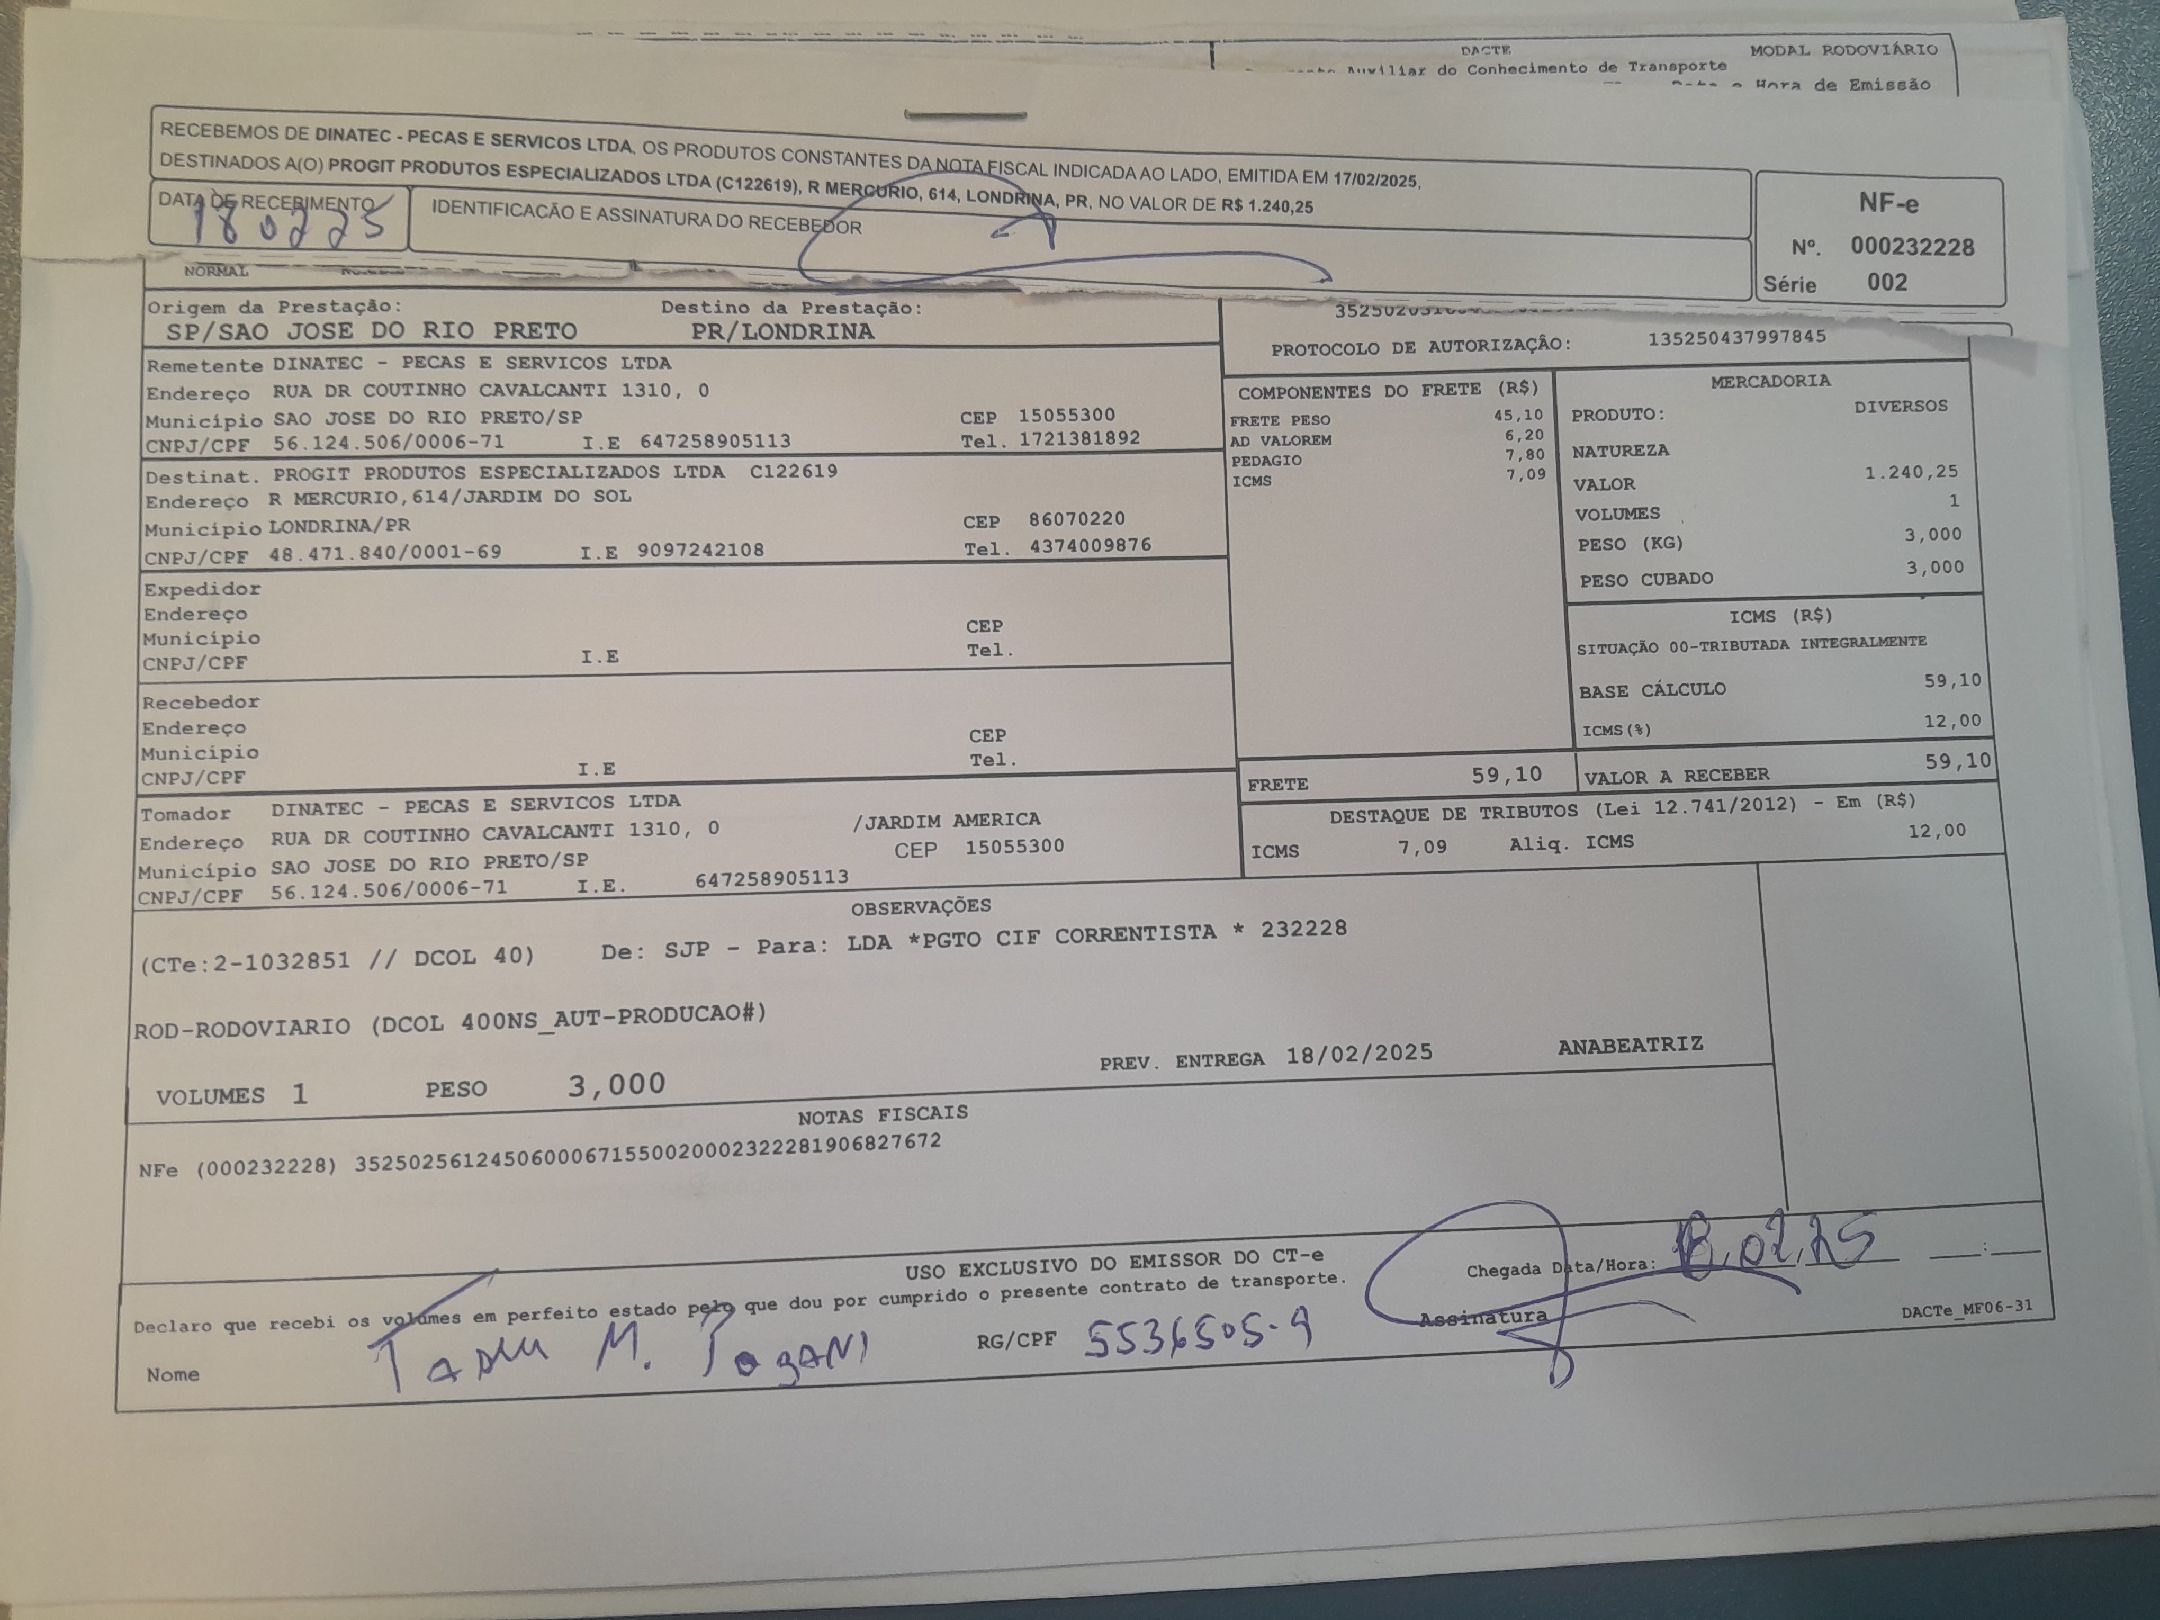 DACTE MODAL RODOVIÁRIO
Auxiliar do Conhecimento de Transporte
Hora de Emissão
RECEBEMOS DE DINATEC - PECAS E SERVICOS LTDA, OS PRODUTOS CONSTANTES DA NOTA FISCAL INDICADA AO LADO, EMITIDA EM 17/02/2025,
DESTINADOS A(O) PROGIT PRODUTOS ESPECIALIZADOS LTDA (C122619), R MERCURIO, 614, LONDRINA, PR, NO VALOR DE R$ 1.240,25
DATA DE RECEBIMENTO
180225
IDENTIFICAÇÃO E ASSINATURA DO RECEBEDOR
NF-e
Nº. 000232228
Série 002
NORMAL
Origem da Prestação: Destino da Prestação:
SP/SAO JOSE DO RIO PRETO PR/LONDRINA
Remetente DINATEC - PECAS E SERVICOS LTDA
Endereço RUA DR COUTINHO CAVALCANTI 1310, 0
Município SAO JOSE DO RIO PRETO/SP CEP 15055300
CNPJ/CPF 56.124.506/0006-71 I.E 647258905113 Tel. 1721381892
Destinat. PROGIT PRODUTOS ESPECIALIZADOS LTDA C122619
Endereço R MERCURIO,614/JARDIM DO SOL
Município LONDRINA/PR CEP 86070220
CNPJ/CPF 48.471.840/0001-69 I.E 9097242108 Tel. 4374009876
Expedidor
Endereço
Município CEP
CNPJ/CPF I.E Tel.
Recebedor
Endereço
Município CEP
CNPJ/CPF I.E Tel.
Tomador DINATEC - PECAS E SERVICOS LTDA
Endereço RUA DR COUTINHO CAVALCANTI 1310, 0 /JARDIM AMERICA
Município SAO JOSE DO RIO PRETO/SP CEP 15055300
CNPJ/CPF 56.124.506/0006-71 I.E. 647258905113
PROTOCOLO DE AUTORIZAÇÃO: 135250437997845
COMPONENTES DO FRETE (R$)
FRETE PESO 45,10
AD VALOREM 6,20
PEDAGIO 7,80
ICMS 7,09
MERCADORIA
PRODUTO: DIVERSOS
NATUREZA
VALOR 1.240,25
VOLUMES 1
PESO (KG) 3,000
PESO CUBADO 3,000
ICMS (R$)
SITUAÇÃO 00-TRIBUTADA INTEGRALMENTE
BASE CÁLCULO 59,10
ICMS(%) 12,00
FRETE 59,10 VALOR A RECEBER 59,10
DESTAQUE DE TRIBUTOS (Lei 12.741/2012) - Em (R$)
ICMS 7,09 Aliq. ICMS 12,00
OBSERVAÇÕES
(CTe:2-1032851 // DCOL 40) De: SJP - Para: LDA *PGTO CIF CORRENTISTA * 232228
ROD-RODOVIARIO (DCOL 400NS_AUT-PRODUCAO#)
VOLUMES 1 PESO 3,000 PREV. ENTREGA 18/02/2025 ANABEATRIZ
NOTAS FISCAIS
NFe (000232228) 35250256124506000671550020002322281906827672
USO EXCLUSIVO DO EMISSOR DO CT-e
Declaro que recebi os volumes em perfeito estado pelo que dou por cumprido o presente contrato de transporte.
Chegada Data/Hora: 18.02.25 :
Nome M. RG/CPF 5536505-9 Assinatura
DACTe_MF06-31